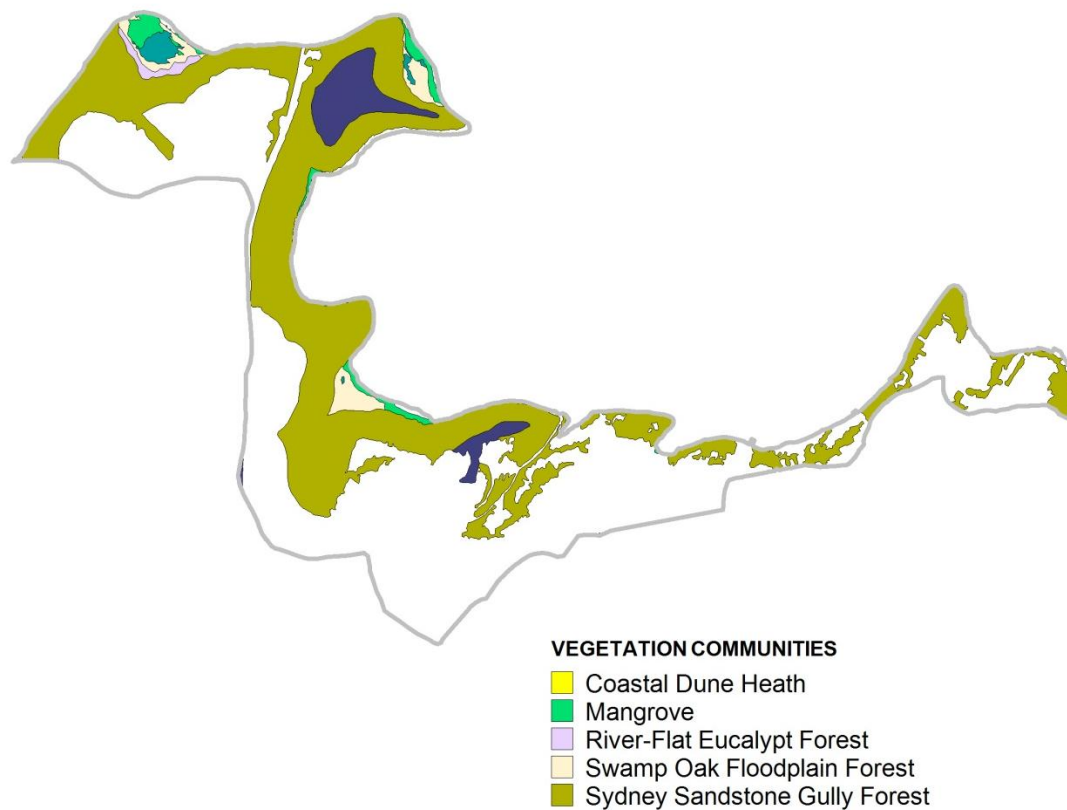 VEGETATION COMMUNITIES
Coastal Dune Heath
Mangrove
River-Flat Eucalypt Forest
Swamp Oak Floodplain Forest
Sydney Sandstone Gully Forest